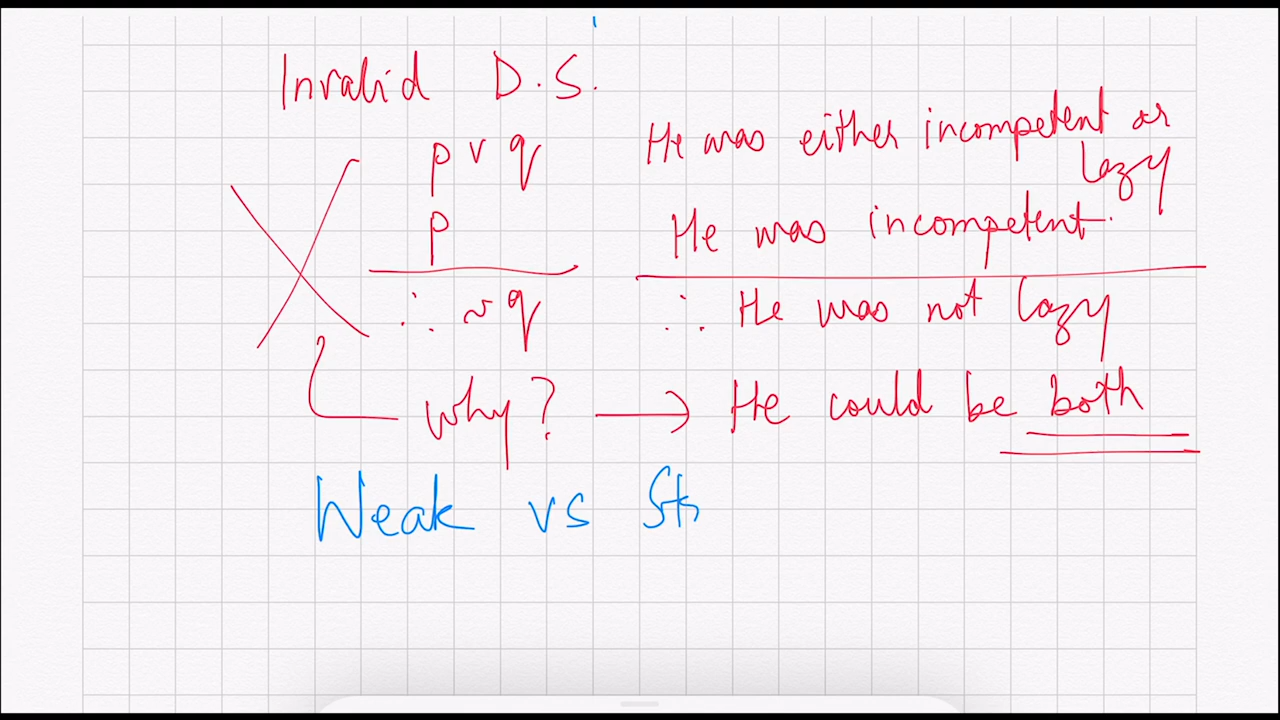 Invalid D.S.
p v q He was either incompetent or lazy
p He was incompetent.
∴ ~q ∴ He was not lazy
why? → He could be both
Weak vs St